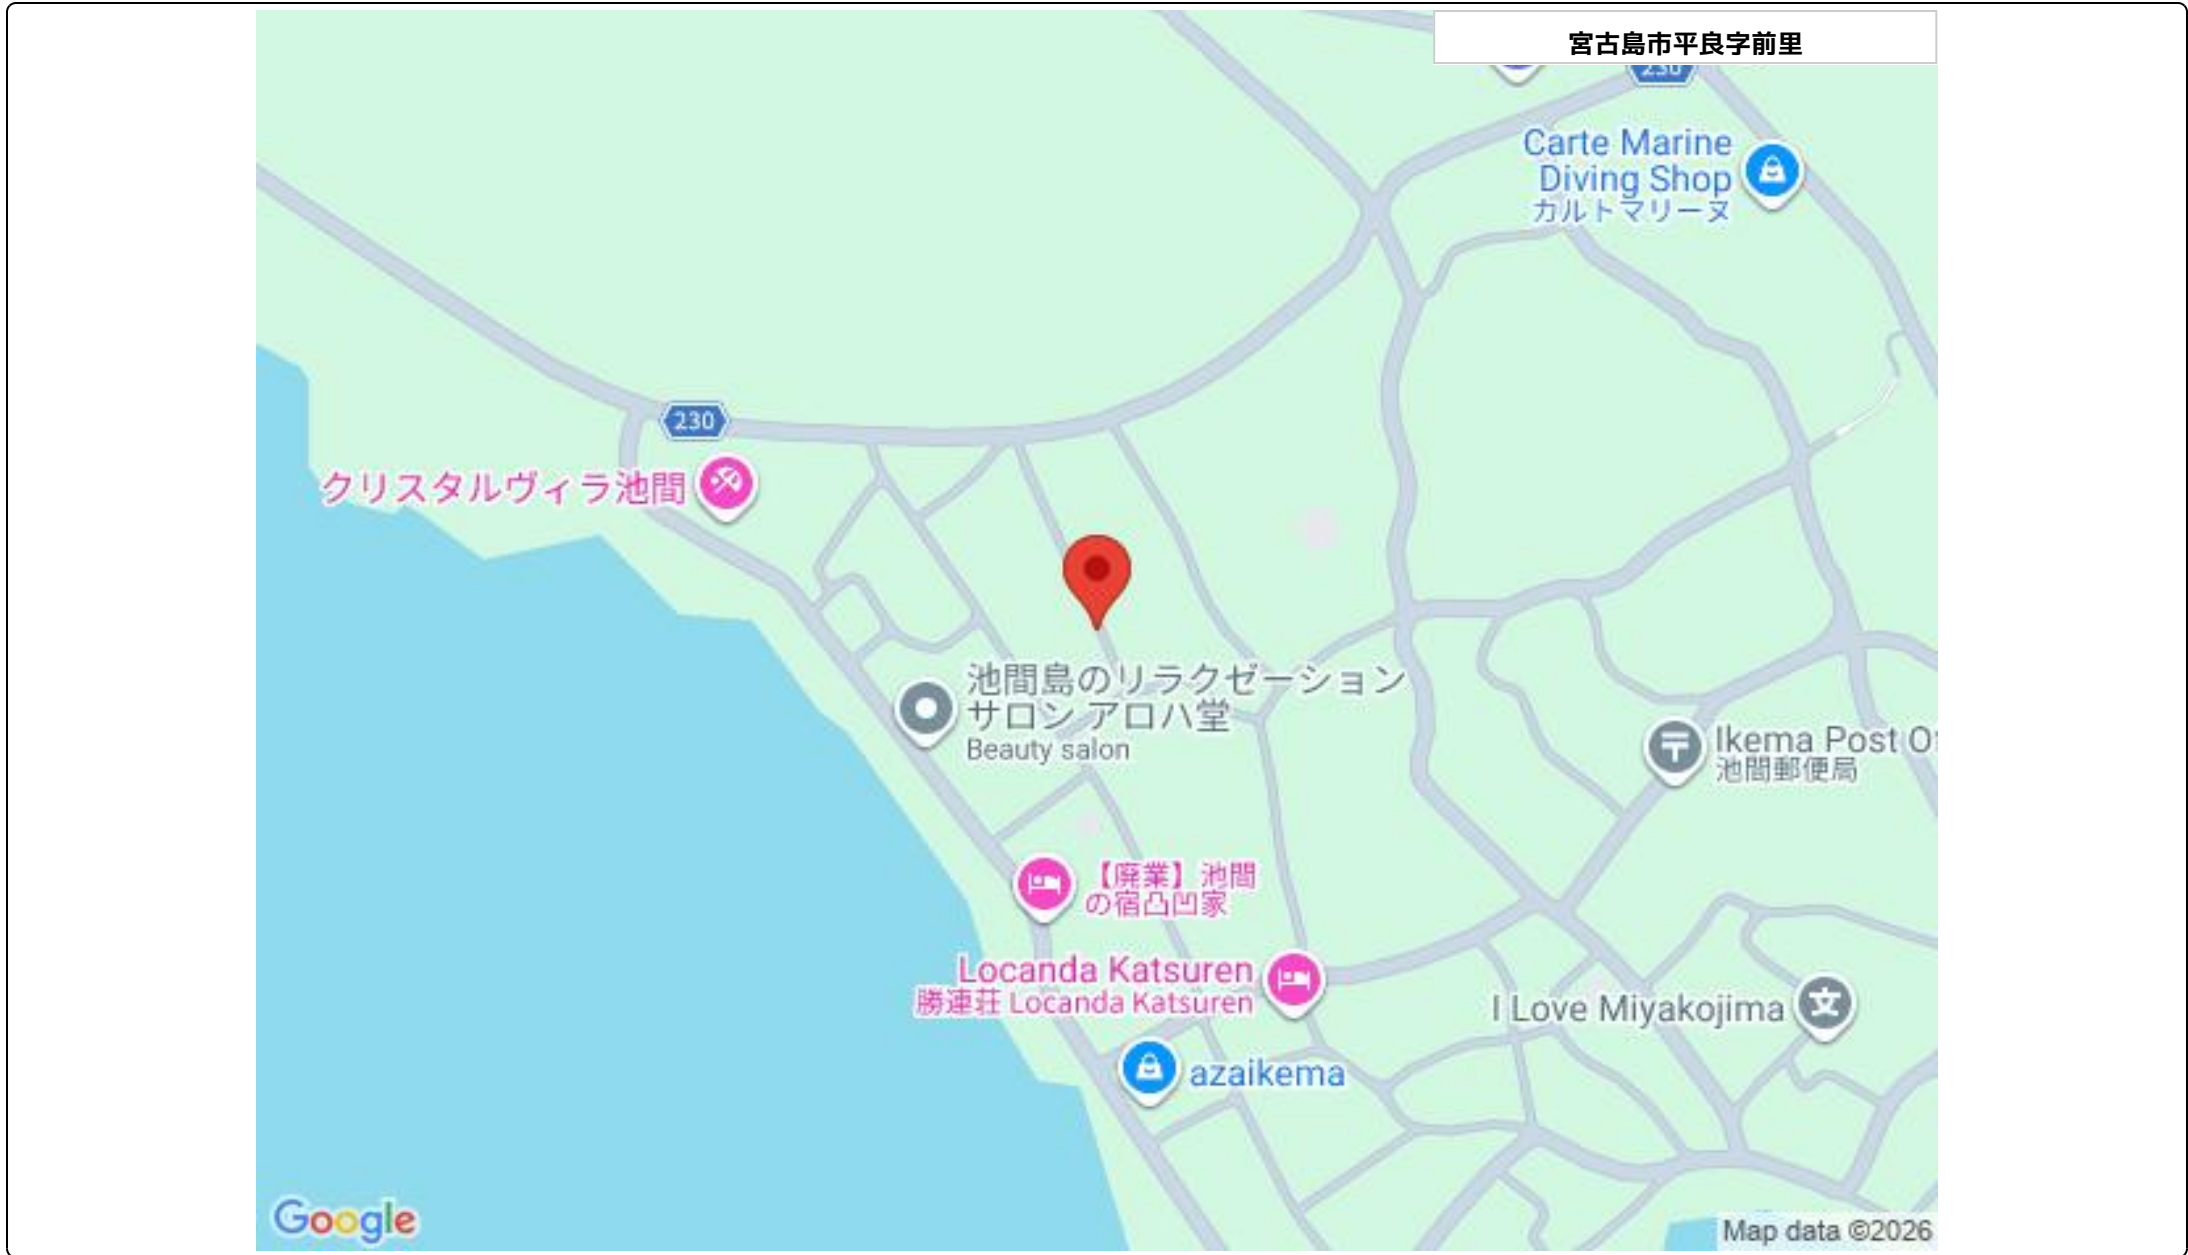 宮古島市平良字前里
230
Carte Marine
Diving Shop
カルトマリーヌ
230
クリスタルヴィラ池間
池間島のリラクゼーション
サロン アロハ堂
Beauty salon
Ikema Post
池間郵便局
【廃業】池間
の宿凸凹家
Locanda Katsuren
勝連荘 Locanda Katsuren
I Love Miyakojima
文
azaikema
Google
Map data ©2026